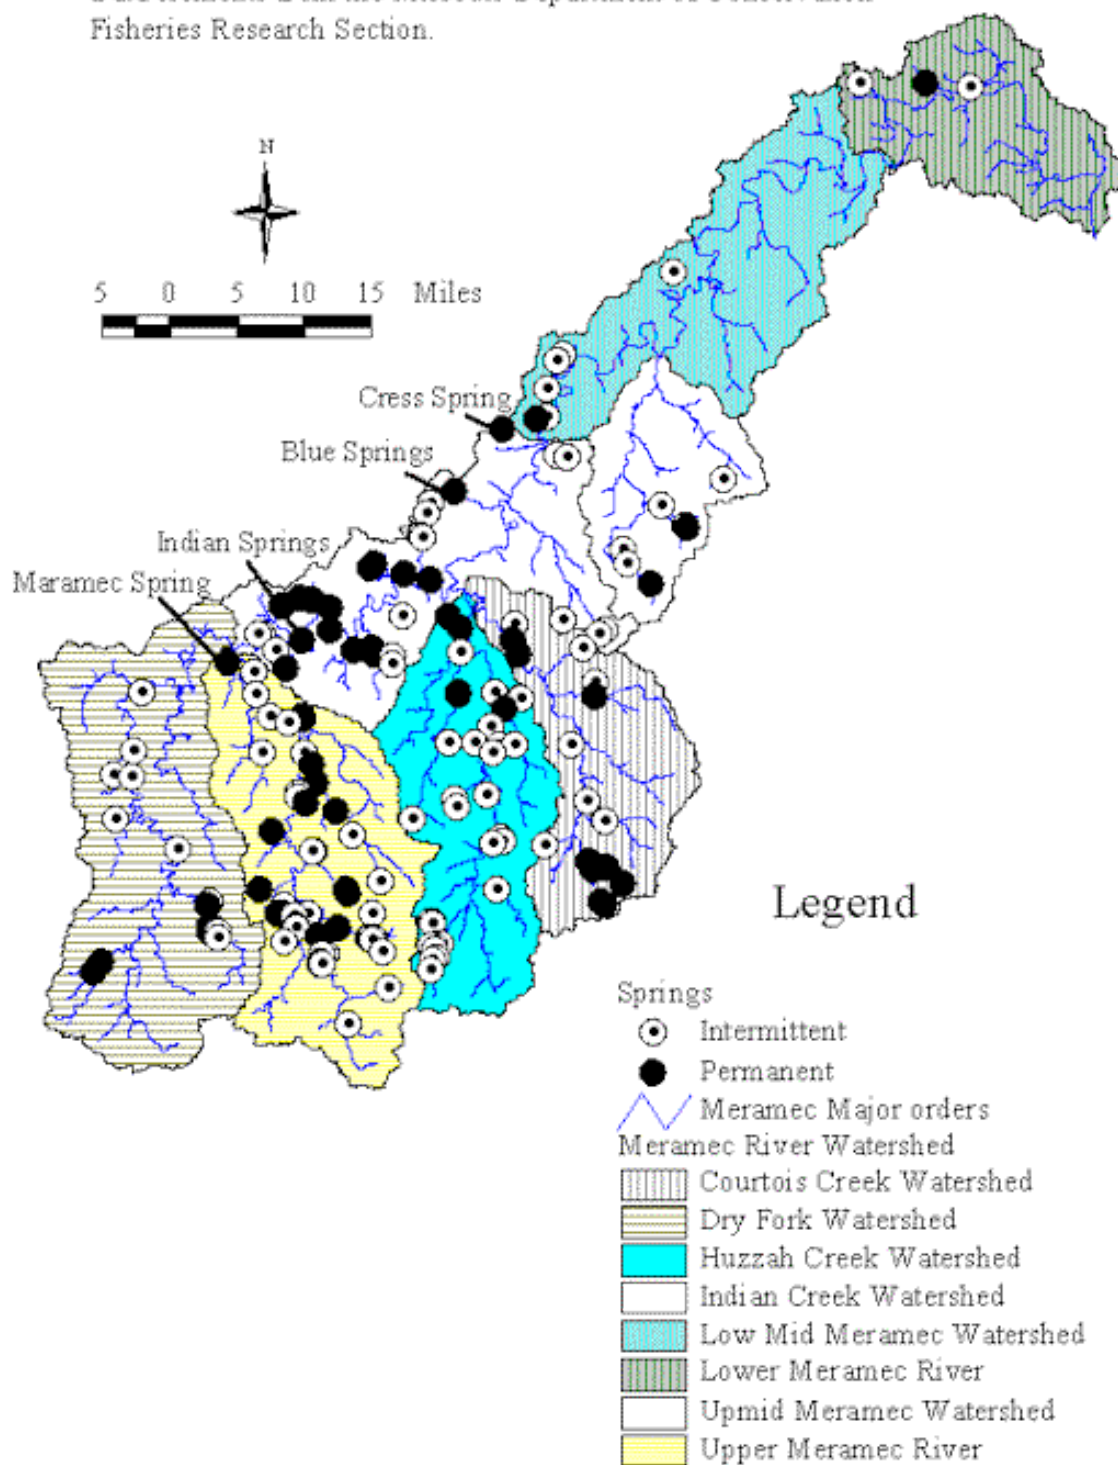 Fisheries Research Section.
N
5 0 5 10 15 Miles
Cress Spring
Blue Springs
Indian Springs
Maramec Spring
Legend
Springs
Intermittent
Permanent
Meramec Major orders
Meramec River Watershed
Courtois Creek Watershed
Dry Fork Watershed
Huzzah Creek Watershed
Indian Creek Watershed
Low Mid Meramec Watershed
Lower Meramec River
Upmid Meramec Watershed
Upper Meramec River